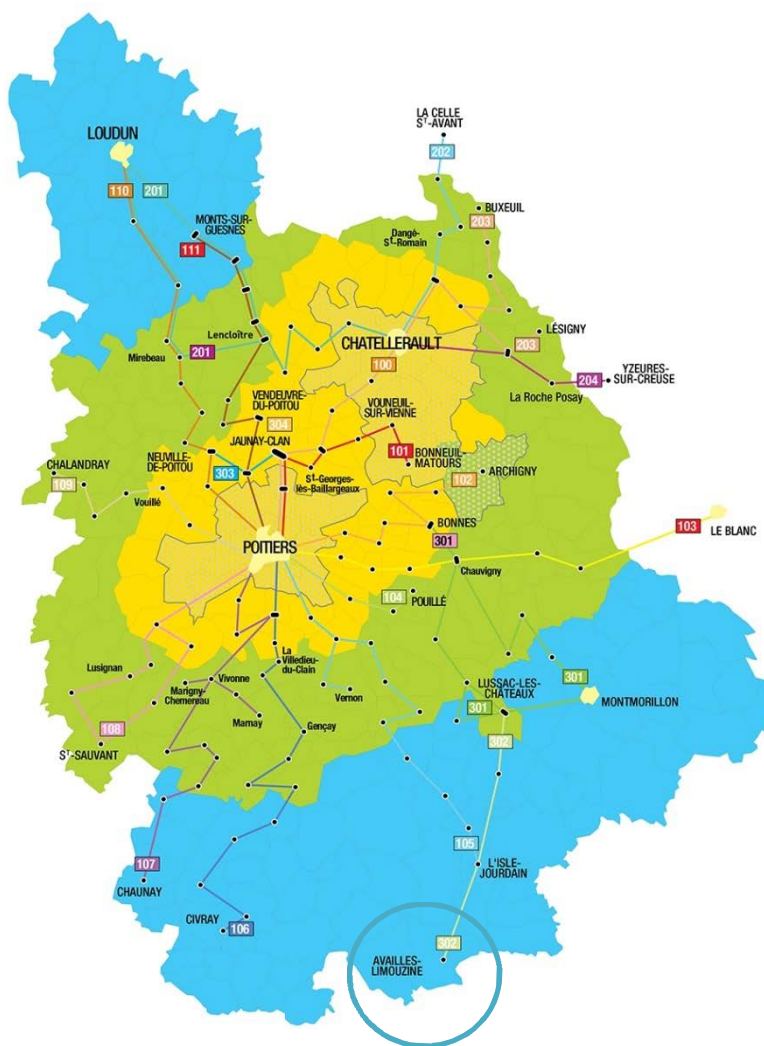 LA CELLE
Sᵀ-AVANT
202
LOUDUN
110
201
BUXEUIL
203
MONTS-SUR-
GUESNES
111
Dangé-
Sᵀ-Romain
Lencloître
201
Mirebeau
CHATELLERAULT
100
LÉSIGNY
203
YZEURES-
SUR-CREUSE
204
La Roche Posay
VENDEUVRE-
DU-POITOU
304
VOUNEUIL-
SUR-VIENNE
JAUNAY-CLAN
101
BONNEUIL-
MATOURS
NEUVILLE-
DE-POITOU
303
Sᵀ-Georges-
lès-Baillargeaux
102
ARCHIGNY
CHALANDRAY
109
Vouillé
BONNES
301
103
LE BLANC
POITIERS
Chauvigny
104
POUILLÉ
La
Villedieu-
du-Clain
Lusignan
Vivonne
Marigny-
Chemereau
Marnay
Vernon
LUSSAC-LES-
CHÂTEAUX
301
301
MONTMORILLON
302
Gençay
108
Sᵀ-SAUVANT
105
L'ISLE-
JOURDAIN
107
CHAUNAY
CIVRAY
106
302
AVAILLES-
LIMOUZINE